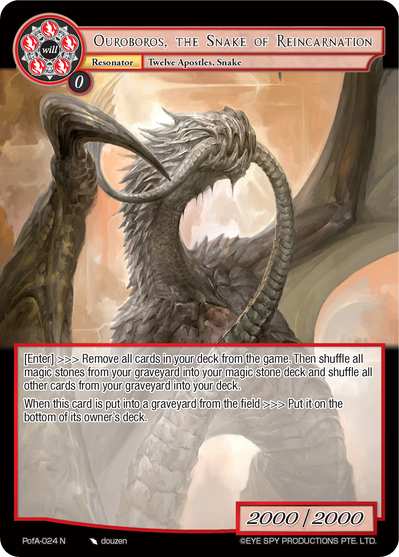 will
OUROBOROS, THE SNAKE OF REINCARNATION
Resonator
Twelve Apostles, Snake
0
[Enter] >>> Remove all cards in your deck from the game. Then shuffle all
magic stones from your graveyard into your magic stone deck and shuffle all
other cards from your graveyard into your deck.
When this card is put into a graveyard from the field >>> Put it on the
bottom of its owner's deck.
2000 / 2000
PofA-024 N
douzen
©EYE SPY PRODUCTIONS PTE. LTD.